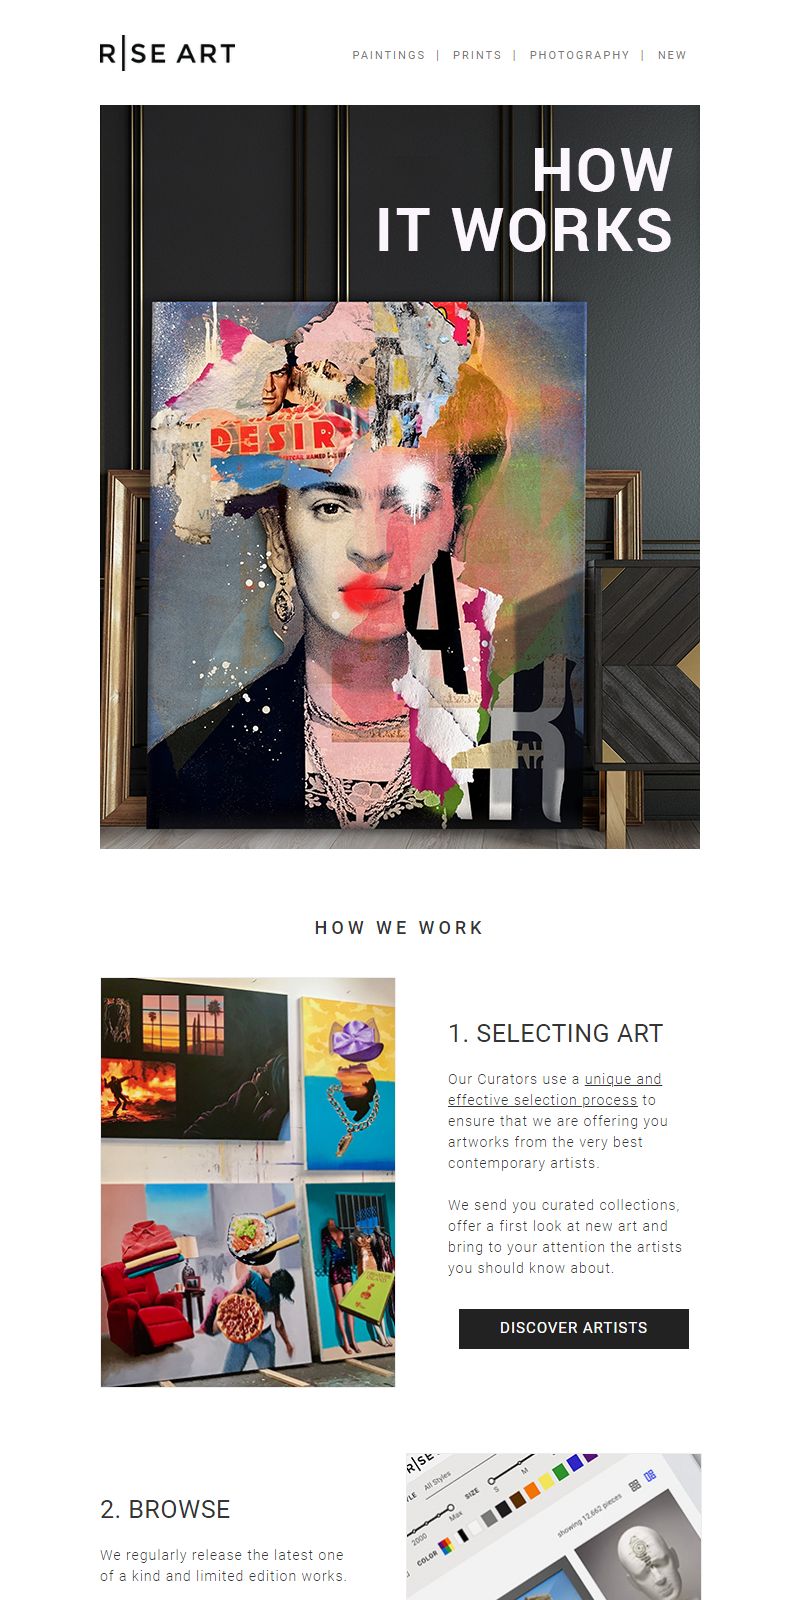 R|SE ART
PAINTINGS | PRINTS | PHOTOGRAPHY | NEW
HOW
IT WORKS
DESIR
A
R
HOW WE WORK
1. SELECTING ART
Our Curators use a unique and
effective selection process to
ensure that we are offering you
artworks from the very best
contemporary artists.
We send you curated collections,
offer a first look at new art and
bring to your attention the artists
you should know about.
DISCOVER ARTISTS
2. BROWSE
We regularly release the latest one
of a kind and limited edition works.
R|SE
All Styles
SIZE
S
M
2000
Max
COLOR
showing 12,662 pieces